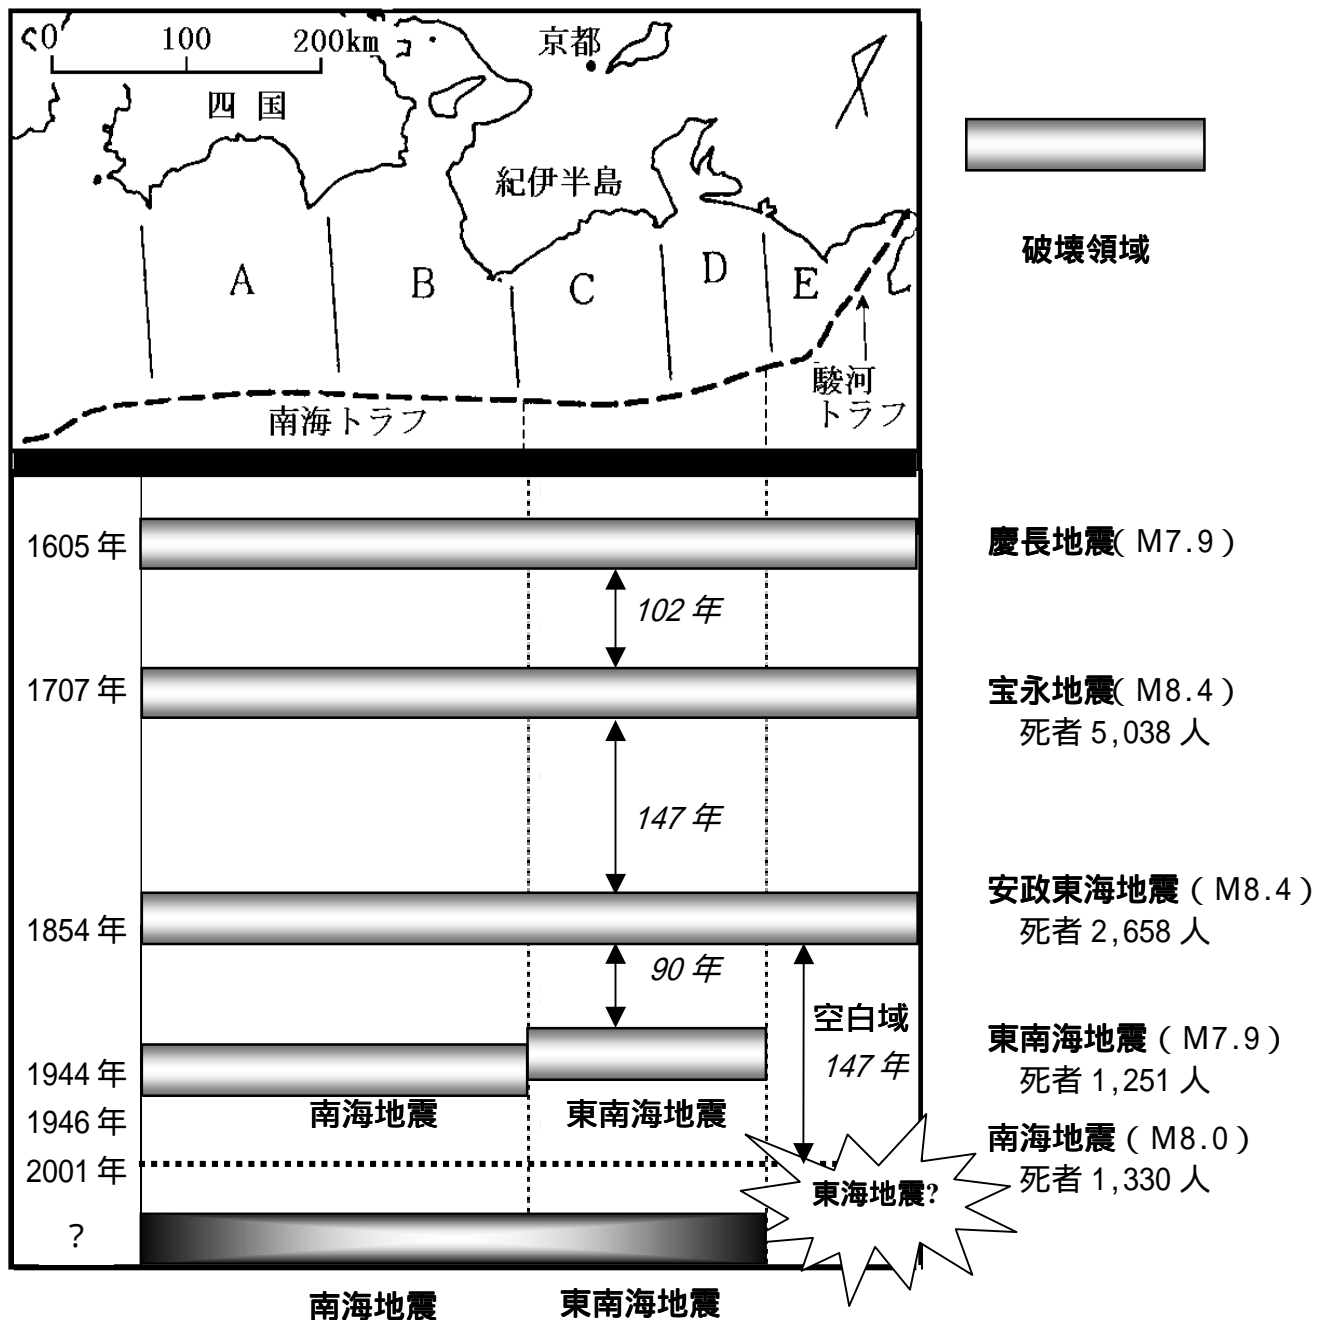 0 100 200km
京都
四国
紀伊半島
A B C D E
駿河
トラフ
南海トラフ
破壊領域
1605年
慶長地震(M7.9)
102年
1707年
宝永地震(M8.4)
死者5,038人
147年
1854年
安政東海地震(M8.4)
死者2,658人
90年
空白域
147年
1944年
東南海地震(M7.9)
死者1,251人
南海地震 東南海地震
1946年
南海地震(M8.0)
死者1,330人
2001年
東海地震?
?
南海地震 東南海地震